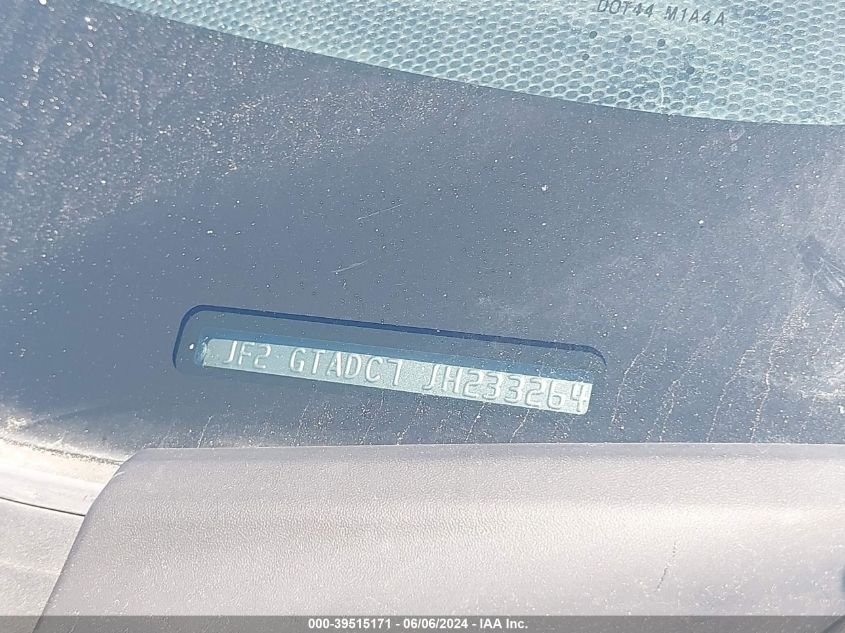 DOT44 M1A4A
JF2 GTADC7 JH233264
000-39515171 - 06/06/2024 - IAA Inc.